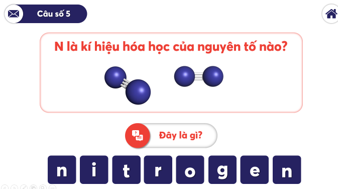 Câu số 5
N là kí hiệu hóa học của nguyên tố nào?
Đây là gì?
n i t r o g e n